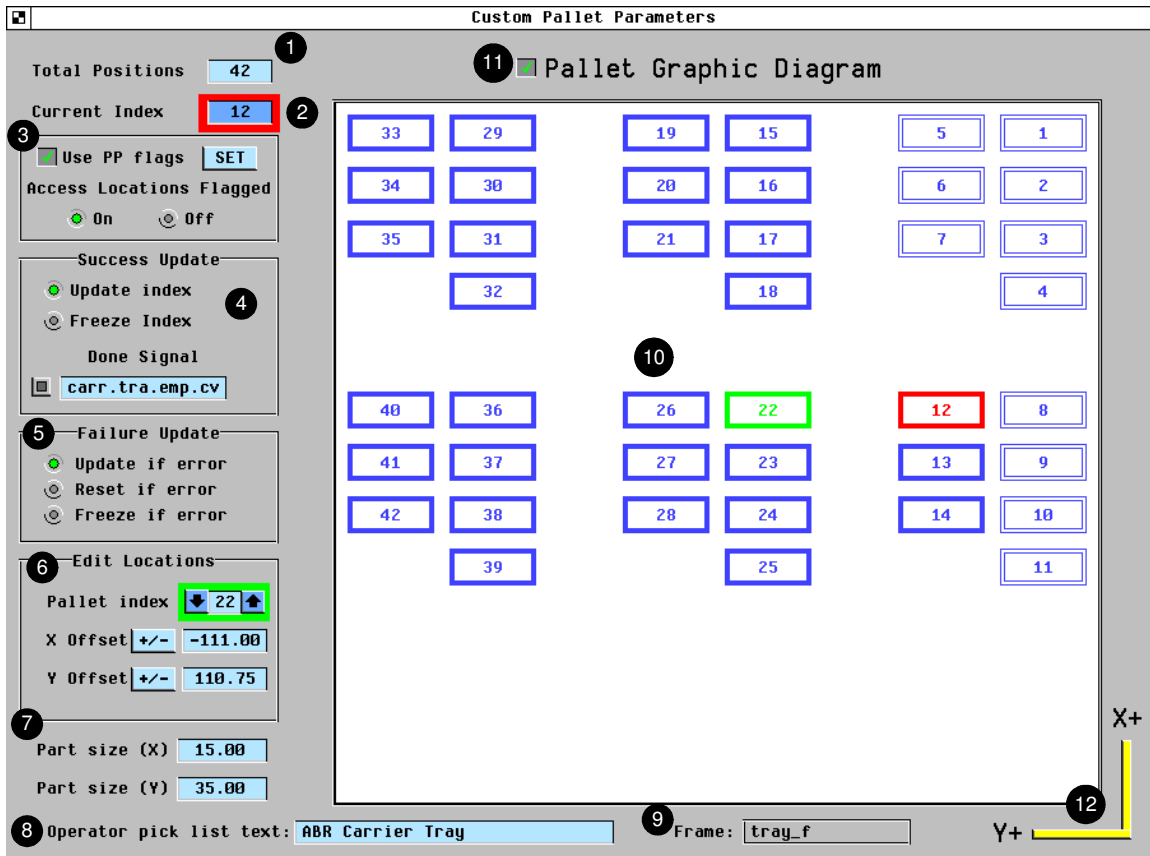 Custom Pallet Parameters
1
Total Positions 42
11 Pallet Graphic Diagram
Current Index 12 2
3
Use PP flags SET
Access Locations Flagged
On Off
Success Update
Update index
4
Freeze Index
Done Signal
carr.tra.emp.cv
5 Failure Update
Update if error
Reset if error
Freeze if error
6 Edit Locations
Pallet index 22
X Offset +/- -111.00
Y Offset +/- 110.75
7
Part size (X) 15.00
Part size (Y) 35.00
33 29 19 15 5 1
34 30 20 16 6 2
35 31 21 17 7 3
32 18 4
10
40 36 26 22 12 8
41 37 27 23 13 9
42 38 28 24 14 10
39 25 11
X+
12
Y+
8 Operator pick list text: ABR Carrier Tray
9 Frame: tray_f